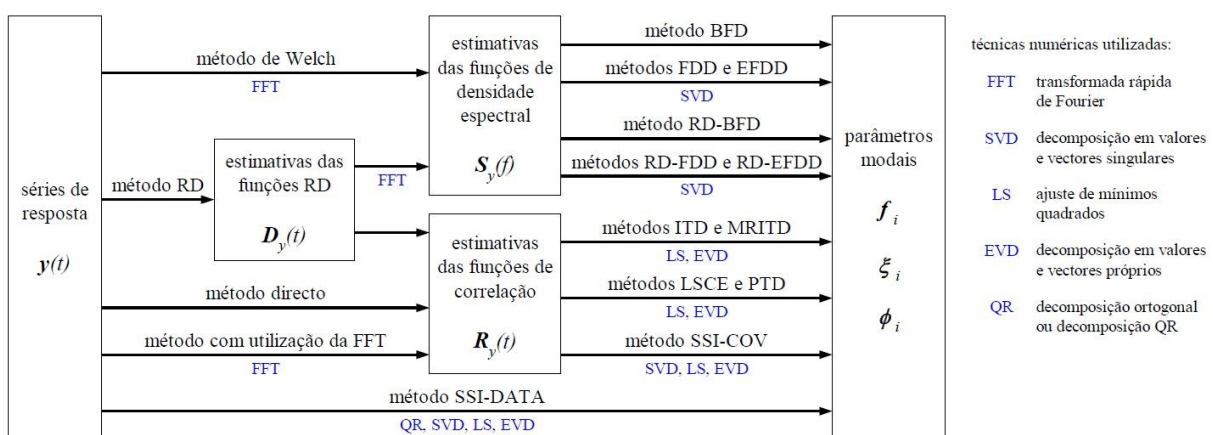 séries de
resposta
y(t)
método de Welch
FFT
método RD
estimativas das
funções RD
D_y(t)
FFT
método directo
método com utilização da FFT
FFT
método SSI-DATA
QR, SVD, LS, EVD
estimativas
das funções de
densidade
espectral
S_y(f)
estimativas
das funções de
correlação
R_y(t)
método BFD
métodos FDD e EFDD
SVD
método RD-BFD
métodos RD-FDD e RD-EFDD
SVD
métodos ITD e MRITD
LS, EVD
métodos LSCE e PTD
LS, EVD
método SSI-COV
SVD, LS, EVD
parâmetros
modais
f_i
ξ_i
ϕ_i
técnicas numéricas utilizadas:
FFT transformada rápida
de Fourier
SVD decomposição em valores
e vectores singulares
LS ajuste de mínimos
quadrados
EVD decomposição em valores
e vectores próprios
QR decomposição ortogonal
ou decomposição QR